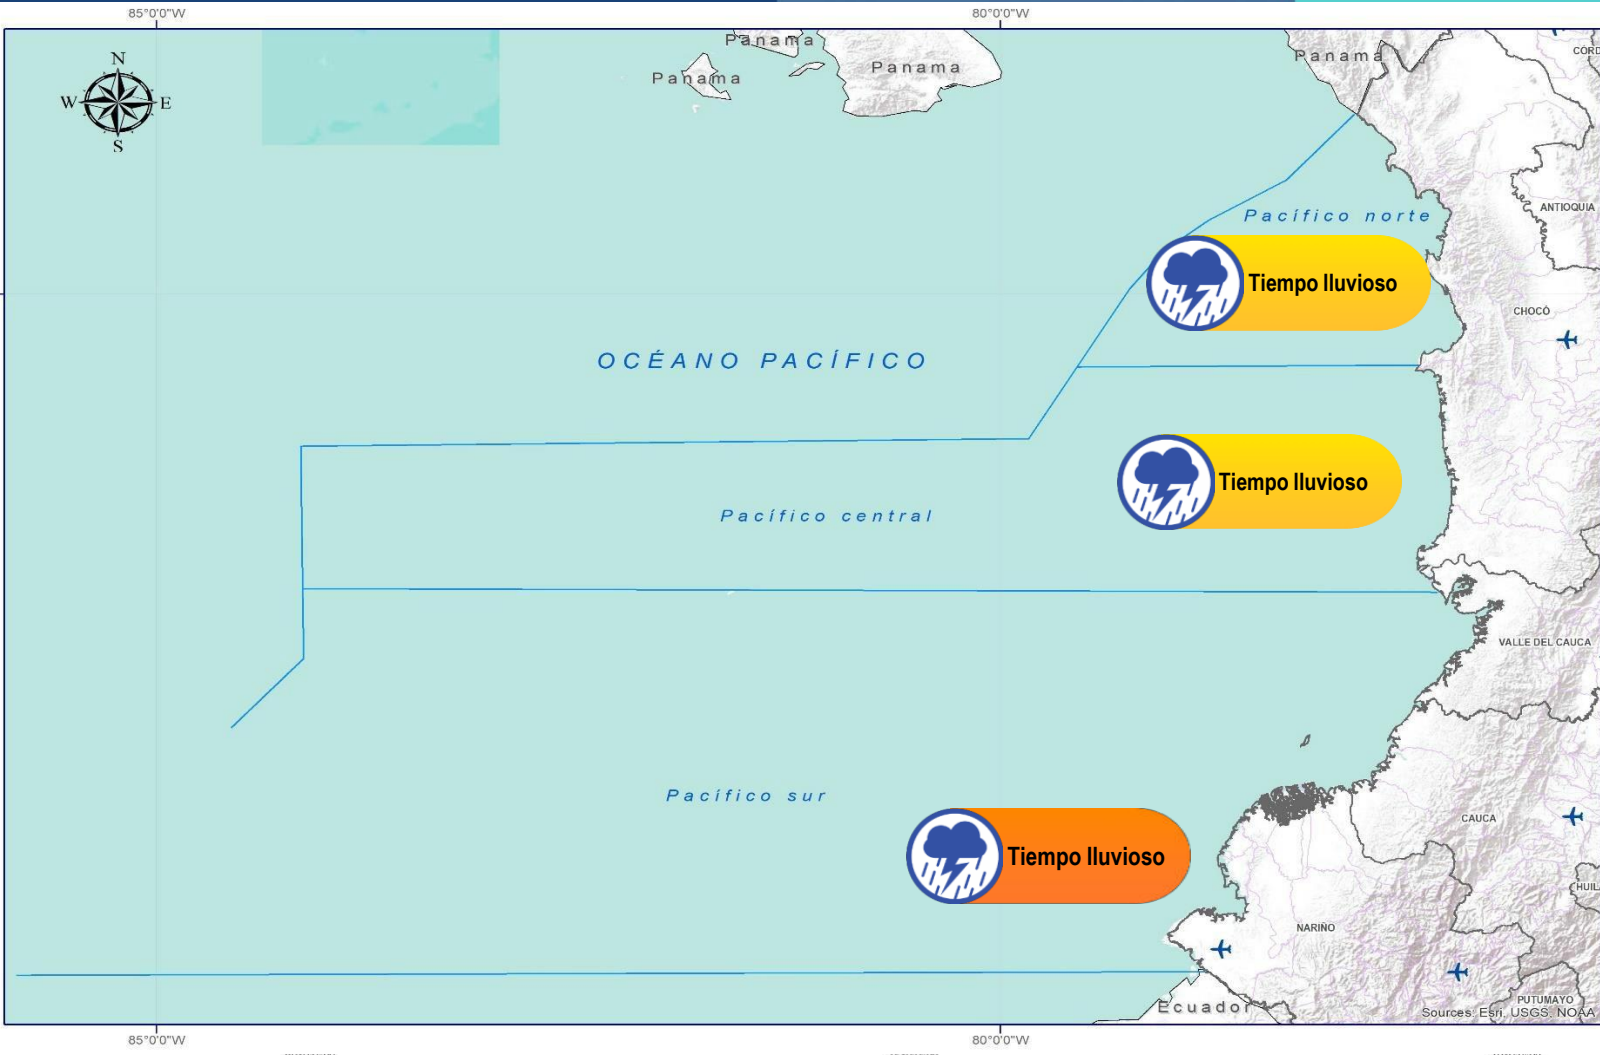 85°0'0"W
80°0'0"W
N
W
E
S
Panama
Panama
Panama
Panama
CÓRD
ANTIOQUIA
Pacífico norte
Tiempo lluvioso
CHOCÓ
OCÉANO PACÍFICO
Tiempo lluvioso
Pacífico central
VALLE DEL CAUCA
Pacífico sur
CAUCA
Tiempo lluvioso
HUIL
NARIÑO
PUTUMAYO
Ecuador
Sources: Esri, USGS, NOAA
85°0'0"W
80°0'0"W